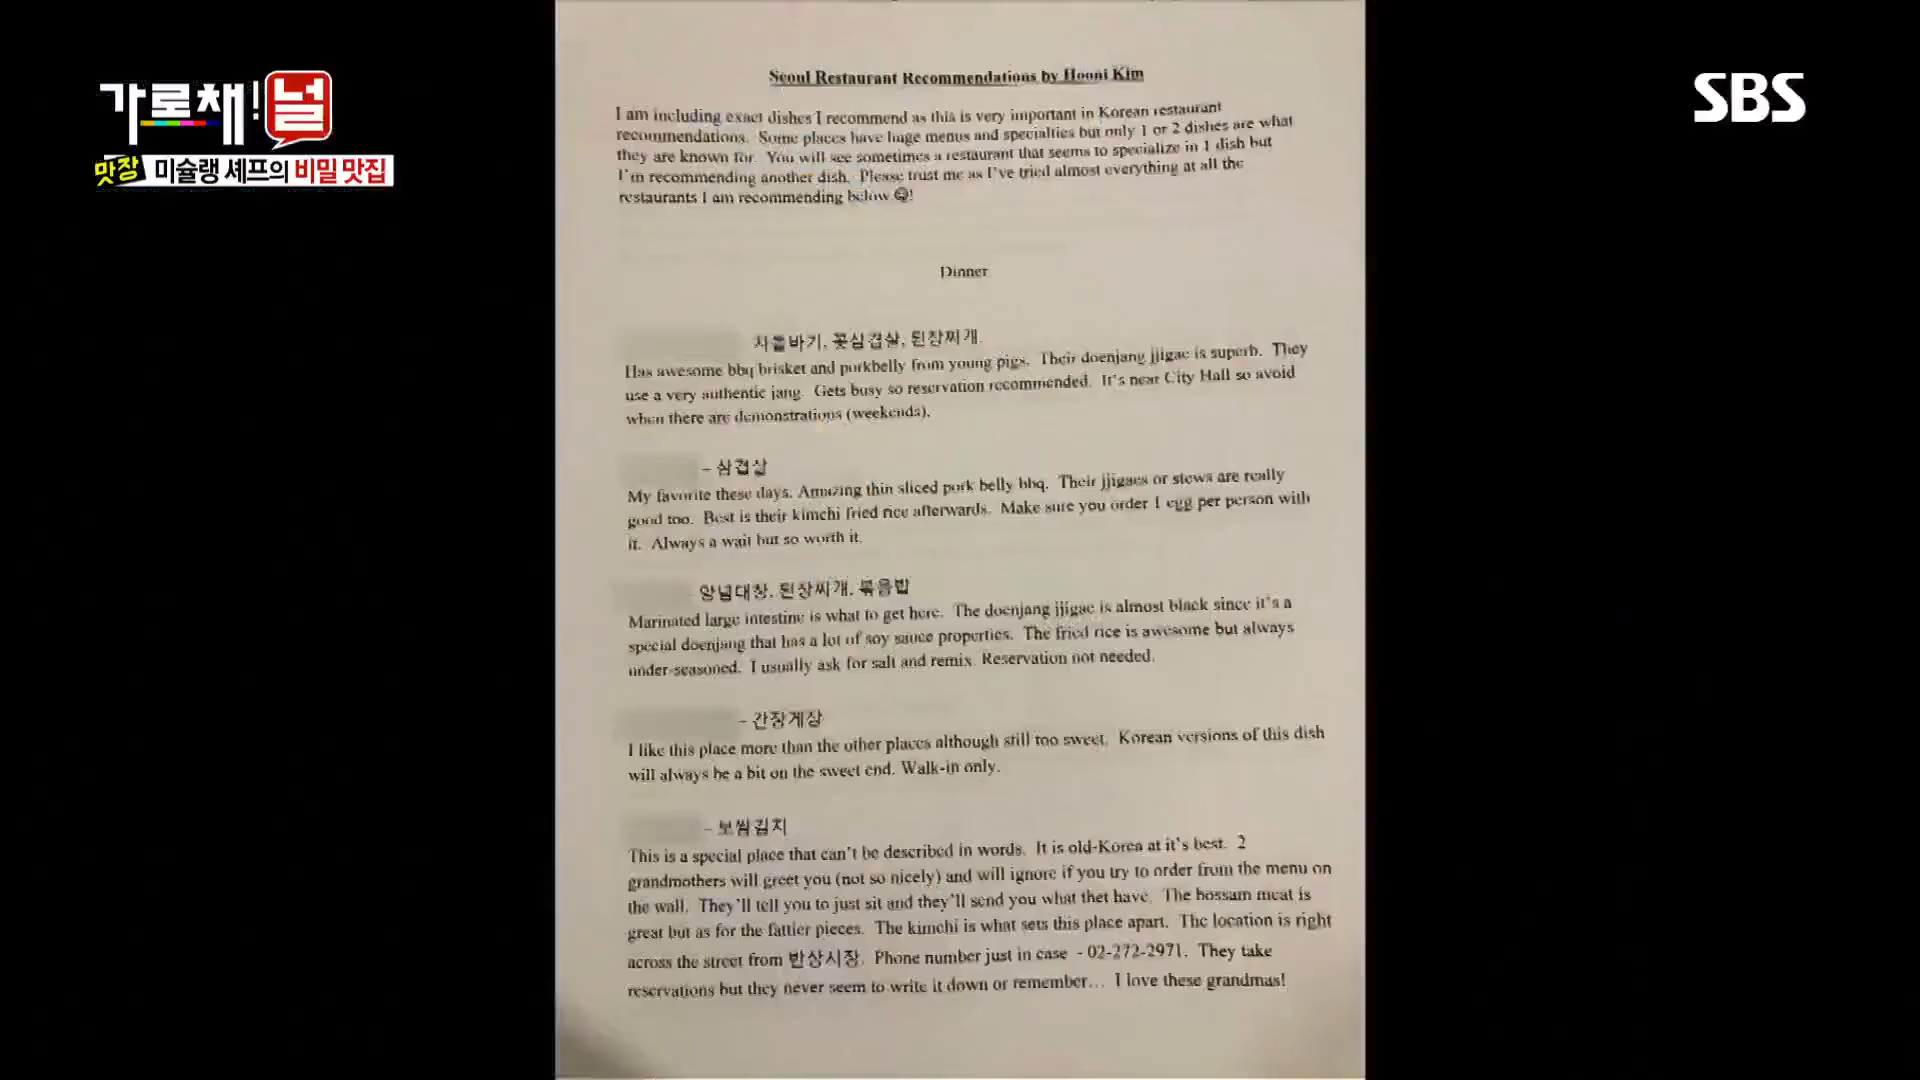 가로채!널
SBS
맛장 미슐랭 셰프의 비밀 맛집
Seoul Restaurant Recommendations by Hooni Kim
I am including exact dishes I recommend as this is very important in Korean restaurant
recommendations. Some places have huge menus and specialties but only 1 or 2 dishes are what
they are known for. You will see sometimes a restaurant that seems to specialize in 1 dish but
I'm recommending another dish. Please trust me as I've tried almost everything at all the
restaurants I am recommending below 😋!
Dinner
차돌바기, 꽃삼겹살, 된장찌개.
Has awesome bbq brisket and porkbelly from young pigs. Their doenjang jjigae is superb. They
use a very authentic jang. Gets busy so reservation recommended. It's near City Hall so avoid
when there are demonstrations (weekends).
– 삼겹살
My favorite these days. Amazing thin sliced pork belly bbq. Their jjigaes or stews are really
good too. Best is their kimchi fried rice afterwards. Make sure you order 1 egg per person with
it. Always a wait but so worth it.
양념대창, 된장찌개, 볶음밥
Marinated large intestine is what to get here. The doenjang jjigae is almost black since it's a
special doenjang that has a lot of soy sauce properties. The fried rice is awesome but always
under-seasoned. I usually ask for salt and remix. Reservation not needed.
– 간장게장
I like this place more than the other places although still too sweet. Korean versions of this dish
will always be a bit on the sweet end. Walk-in only.
– 보쌈김치
This is a special place that can't be described in words. It is old-Korea at it's best. 2
grandmothers will greet you (not so nicely) and will ignore if you try to order from the menu on
the wall. They'll tell you to just sit and they'll send you what thet have. The bossam meat is
great but as for the fattier pieces. The kimchi is what sets this place apart. The location is right
across the street from 반상시장. Phone number just in case - 02-272-2971. They take
reservations but they never seem to write it down or remember… I love these grandmas!